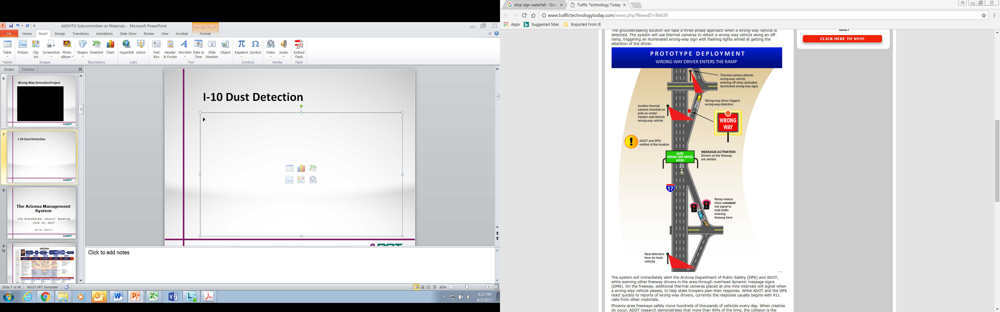 AASHTO Subcommittee on Materials - Microsoft PowerPoint
Drawing Tools
File Home Insert Design Transitions Animations Slide Show Review View Acrobat Format
Table
Picture
Clip Art
Screenshot
Photo Album
Shapes
SmartArt
Chart
Hyperlink
Action
Text Box
Header & Footer
WordArt
Date & Time
Slide Number
Object
Equation
Symbol
Video
Audio
Embed Flash
Tables Images Illustrations Links Text Symbols Media Flash
Slides Outline
6
Wrong Way Detection Project
ADOT
7
I-10 Dust Detection
ADOT
8
The Arizona Management
System
LPA Stakeholder Council Meeting
June 15, 2017
Dallas Hammit
ADOT
9
ARIZONA
I-10 Dust Detection
ADOT
Click to add notes
Slide 7 of 40 "ADOT PPT Template" 80%
6:22 PM
8/3/2017
stop sign waterfall - Goo
Traffic Technology Today
www.traffictechnologytoday.com/news.php?NewsID=86639
Apps Suggested Sites Imported From IE
The groundbreaking solution will take a three-phase approach when a wrong-way vehicle is
detected. The system will use thermal cameras to detect a wrong-way vehicle along an off-
ramp, triggering an illuminated wrong-way sign with flashing lights aimed at getting the
attention of the driver.
tolls?
CLICK HERE TO VOTE
PROTOTYPE DEPLOYMENT
WRONG-WAY DRIVER ENTERS THE RAMP
Thermal camera detects
wrong-way vehicle
entering off ramp (activates
illuminated wrong-way sign)
Wrong-way driver triggers
wrong-way detection
Another thermal
camera mounted on
pole on center
median wall detects
wrong-way vehicle
WRONG
WAY
!
ADOT and DPS
notified of the location
ALERT
WRONG-WAY DRIVER
AHEAD
MESSAGE ACTIVATION
Drivers on the freeway
are alerted
17
Ramp meters
show constant
red signal to
hold traffic
entering
freeway here
Next detection
here (to track
vehicle)
The system will immediately alert the Arizona Department of Public Safety (DPS) and ADOT,
while warning other freeway drivers in the area through overhead dynamic message signs
(DMS). On the freeway, additional thermal cameras placed at one-mile intervals will signal when
a wrong-way vehicle passes, to help state troopers plan their response. While ADOT and the DPS
react quickly to reports of wrong-way drivers, currently the response usually begins with 911
calls from other motorists.
Phoenix-area freeways safely move hundreds of thousands of vehicles every day. When crashes
do occur, ADOT research demonstrates that more than 90% of the time, the collision is the